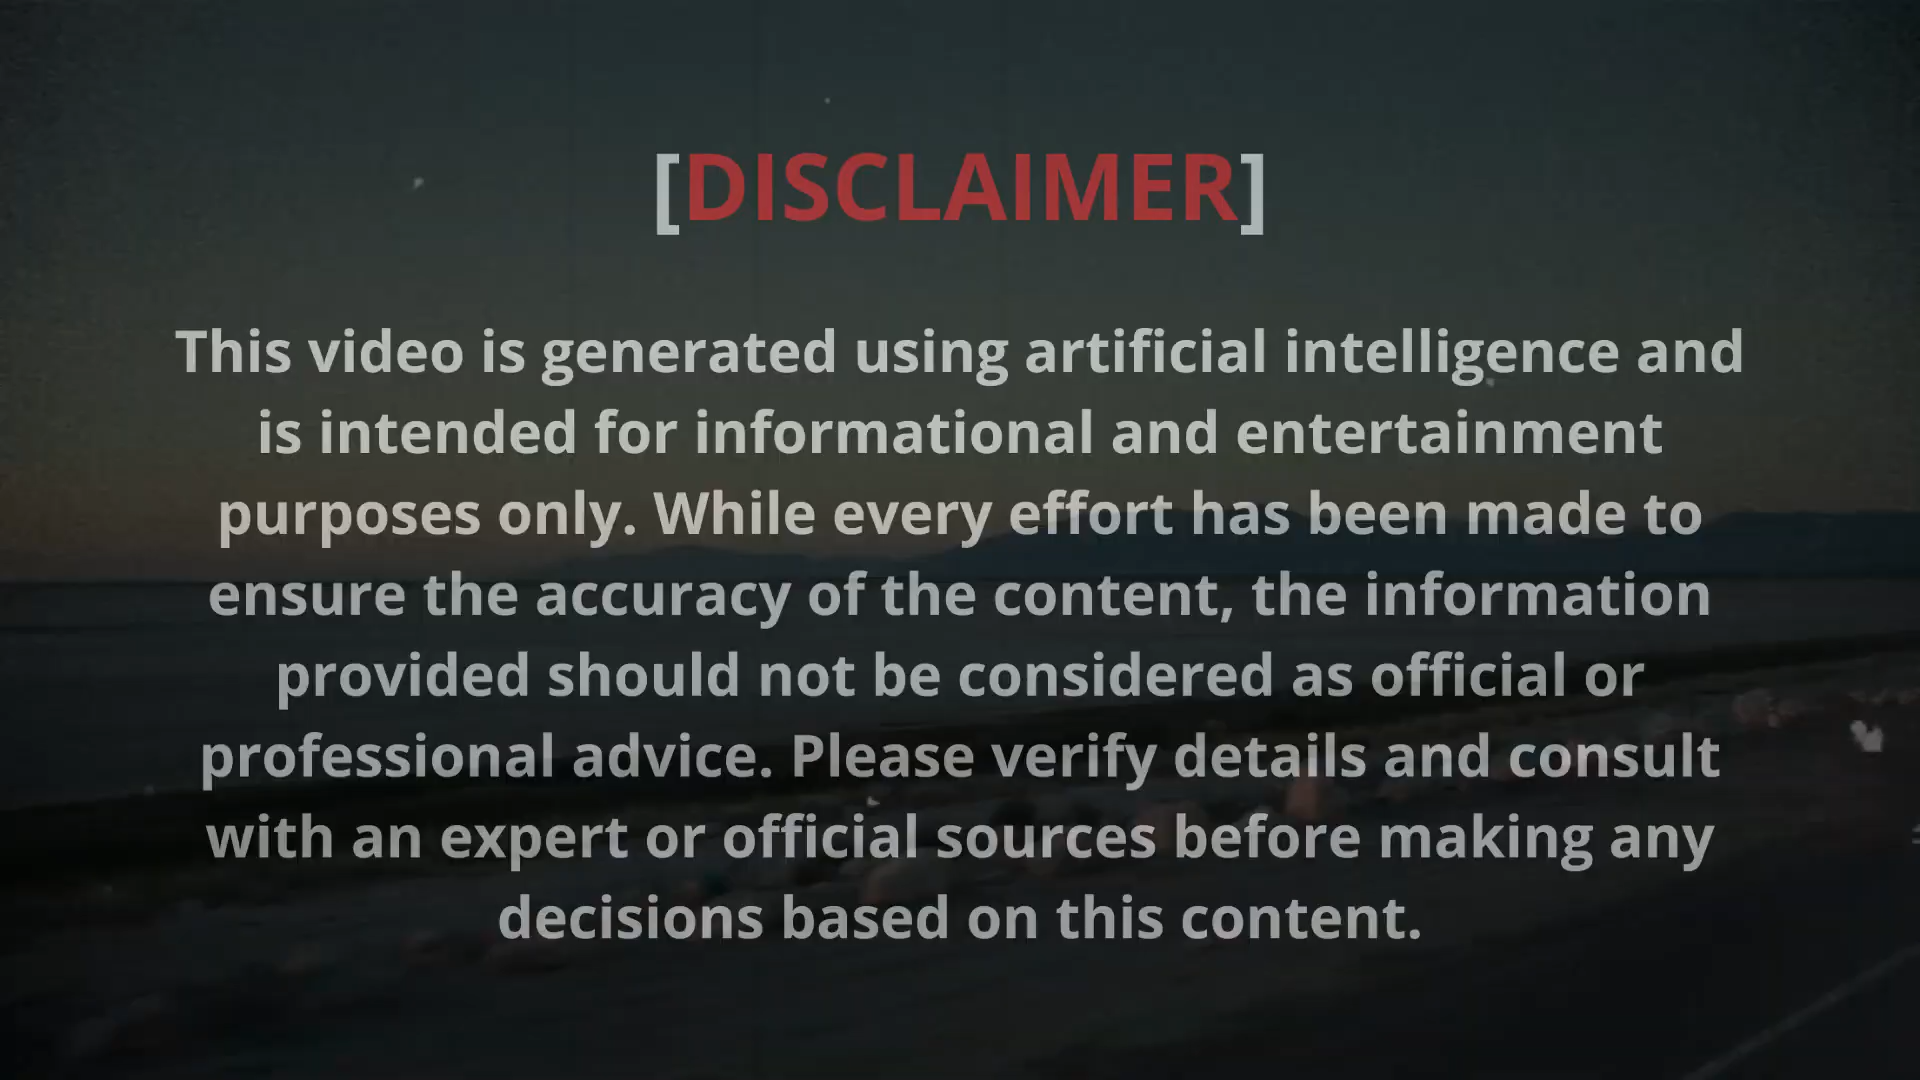 [DISCLAIMER]
This video is generated using artificial intelligence and
is intended for informational and entertainment
purposes only. While every effort has been made to
ensure the accuracy of the content, the information
provided should not be considered as official or
professional advice. Please verify details and consult
with an expert or official sources before making any
decisions based on this content.